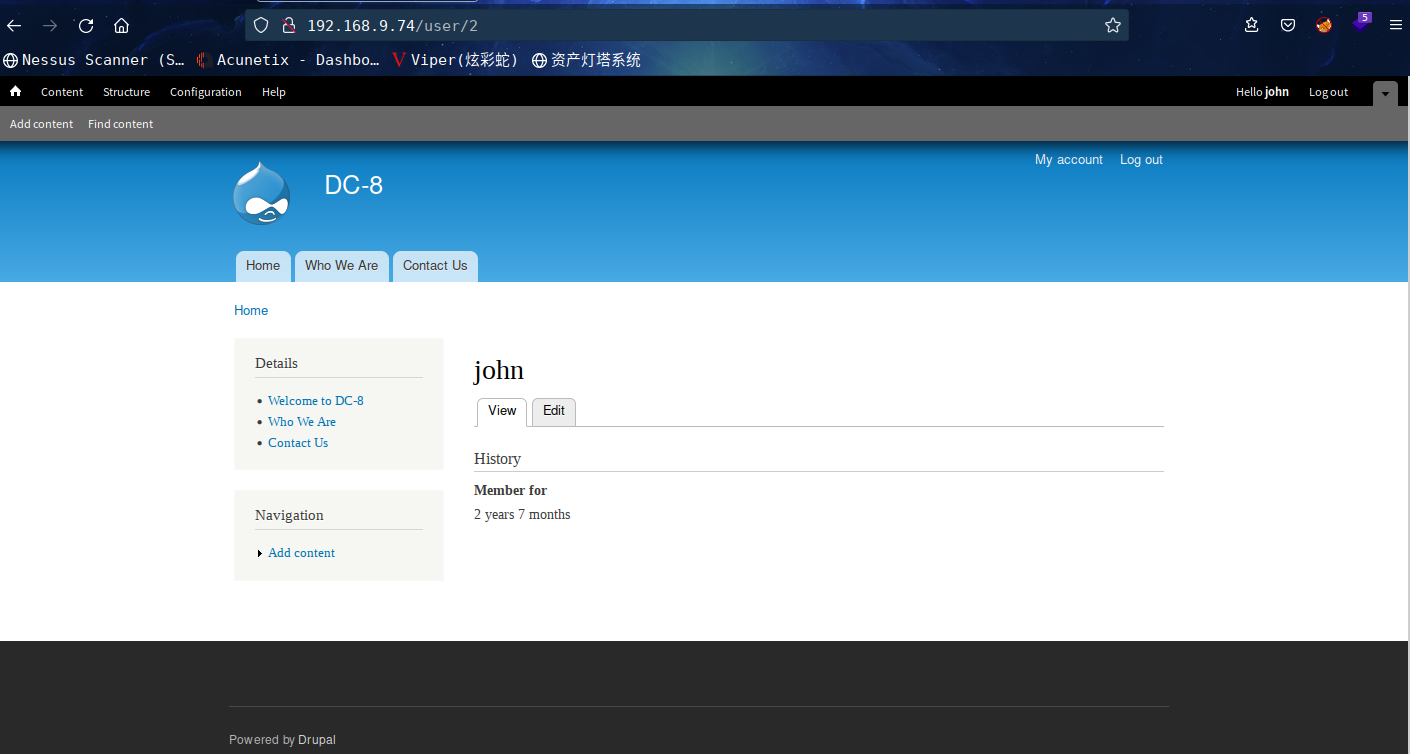 192.168.9.74/user/2
5
Nessus Scanner (S… Acunetix - Dashbo… Viper(炫彩蛇) 资产灯塔系统
Content Structure Configuration Help Hello john Log out
Add content Find content
My account Log out
DC-8
Home Who We Are Contact Us
Home
Details
Welcome to DC-8
Who We Are
Contact Us
Navigation
Add content
john
View Edit
History
Member for
2 years 7 months
Powered by Drupal